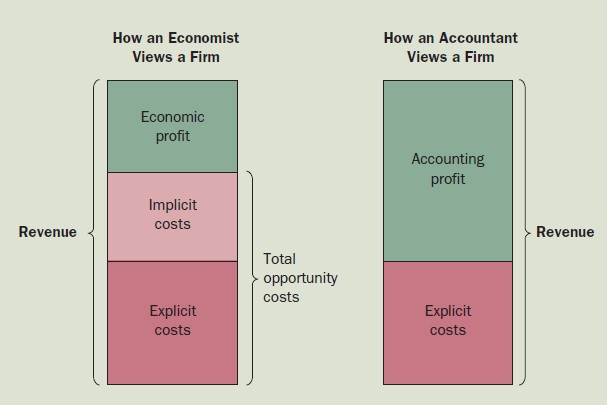 How an Economist
Views a Firm
Economic
profit
Implicit
costs
Revenue
Total
opportunity
costs
Explicit
costs
How an Accountant
Views a Firm
Accounting
profit
Revenue
Explicit
costs